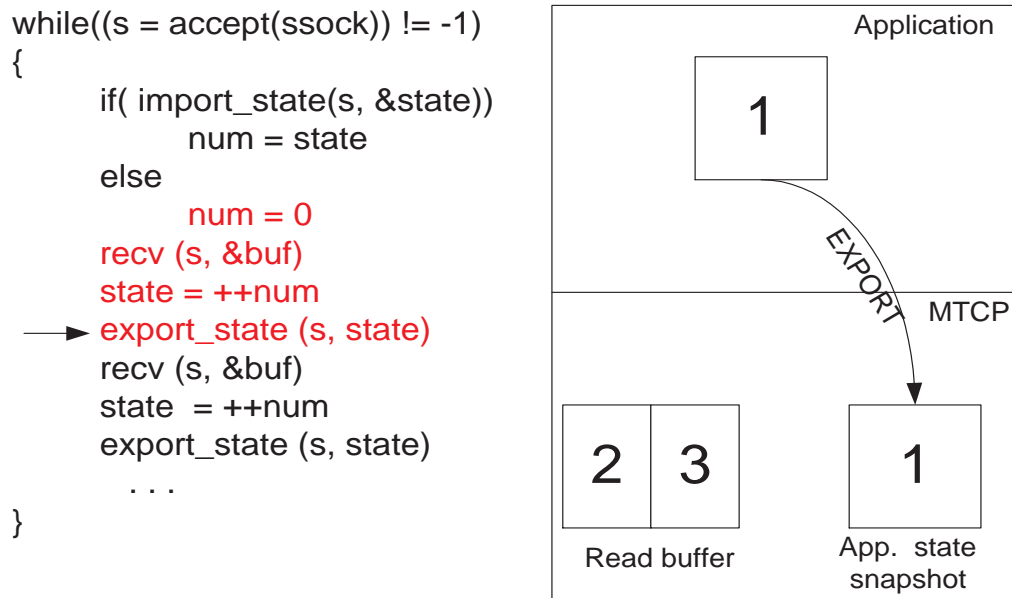 while((s = accept(ssock)) != -1)
{
if( import_state(s, &state))
num = state
else
num = 0
recv (s, &buf)
state = ++num
export_state (s, state)
recv (s, &buf)
state = ++num
export_state (s, state)
. . .
}
Application
1
EXPORT
MTCP
2 3
1
Read buffer
App. state
snapshot